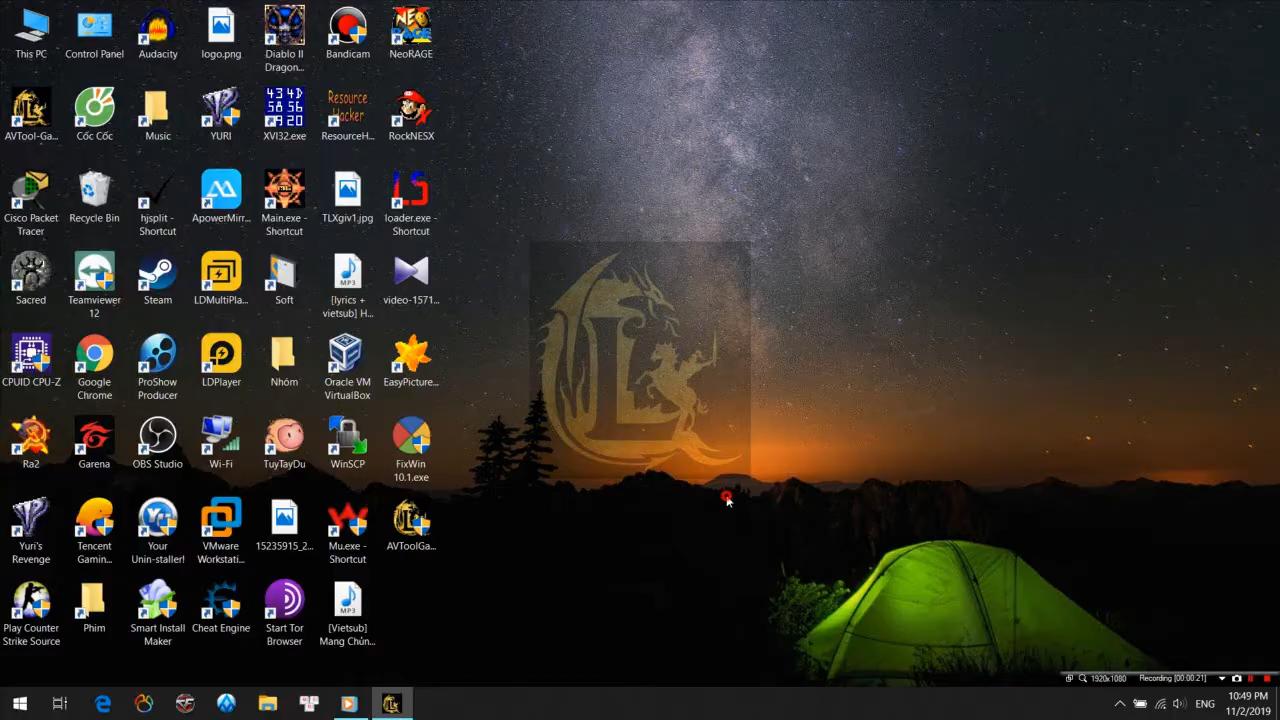 This PC
Control Panel
Audacity
logo.png
Diablo II
Dragon...
Bandicam
NeoRAGE
AVTool-Ga...
Cốc Cốc
Music
YURI
XVI32.exe
ResourceH...
RockNESX
Cisco Packet
Tracer
Recycle Bin
hjsplit -
Shortcut
ApowerMirr...
Main.exe -
Shortcut
TLXgiv1.jpg
loader.exe -
Shortcut
Sacred
Teamviewer
12
Steam
LDMultiPla...
Soft
[lyrics +
vietsub] H...
video-1571...
CPUID CPU-Z
Google
Chrome
ProShow
Producer
LDPlayer
Nhóm
Oracle VM
VirtualBox
EasyPicture...
Ra2
Garena
OBS Studio
Wi-Fi
TuyTayDu
WinSCP
FixWin
10.1.exe
Yuri's
Revenge
Tencent
Gamin...
Your
Unin-staller!
VMware
Workstati...
15235915_2...
Mu.exe -
Shortcut
AVToolGa...
Play Counter
Strike Source
Phim
Smart Install
Maker
Cheat Engine
Start Tor
Browser
[Vietsub]
Mang Chủn...
1920x1080
Recording [00:00:21]
ENG
10:49 PM
11/2/2019